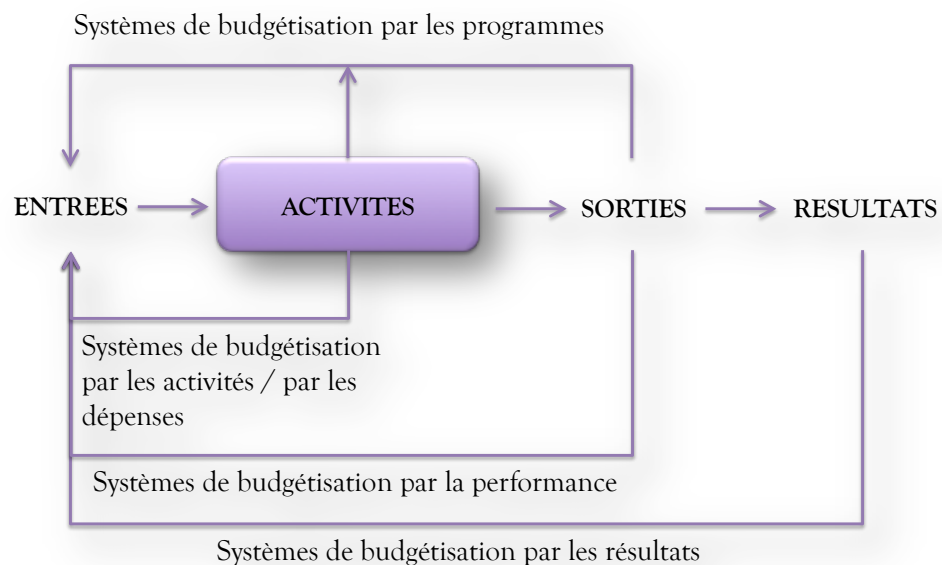 Systèmes de budgétisation par les programmes
ENTREES
ACTIVITES
SORTIES
RESULTATS
Systèmes de budgétisation
par les activités / par les
dépenses
Systèmes de budgétisation par la performance
Systèmes de budgétisation par les résultats